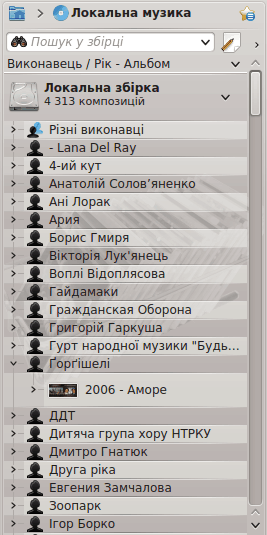 Локальна музика
Пошук у збірці
Виконавець / Рік - Альбом
Локальна збірка
4 313 композицій
Різні виконавці
- Lana Del Ray
4-ий кут
Анатолій Солов’яненко
Ані Лорак
Ария
Борис Гмиря
Вікторія Лук'янець
Воплі Відоплясова
Гайдамаки
Гражданская Оборона
Григорій Гаркуша
Гурт народної музики "Будь...
Ґорґішелі
2006 - Аморе
ДДТ
Дитяча група хору НТРКУ
Дмитро Гнатюк
Друга ріка
Евгения Замчалова
Зоопарк
Ігор Борко